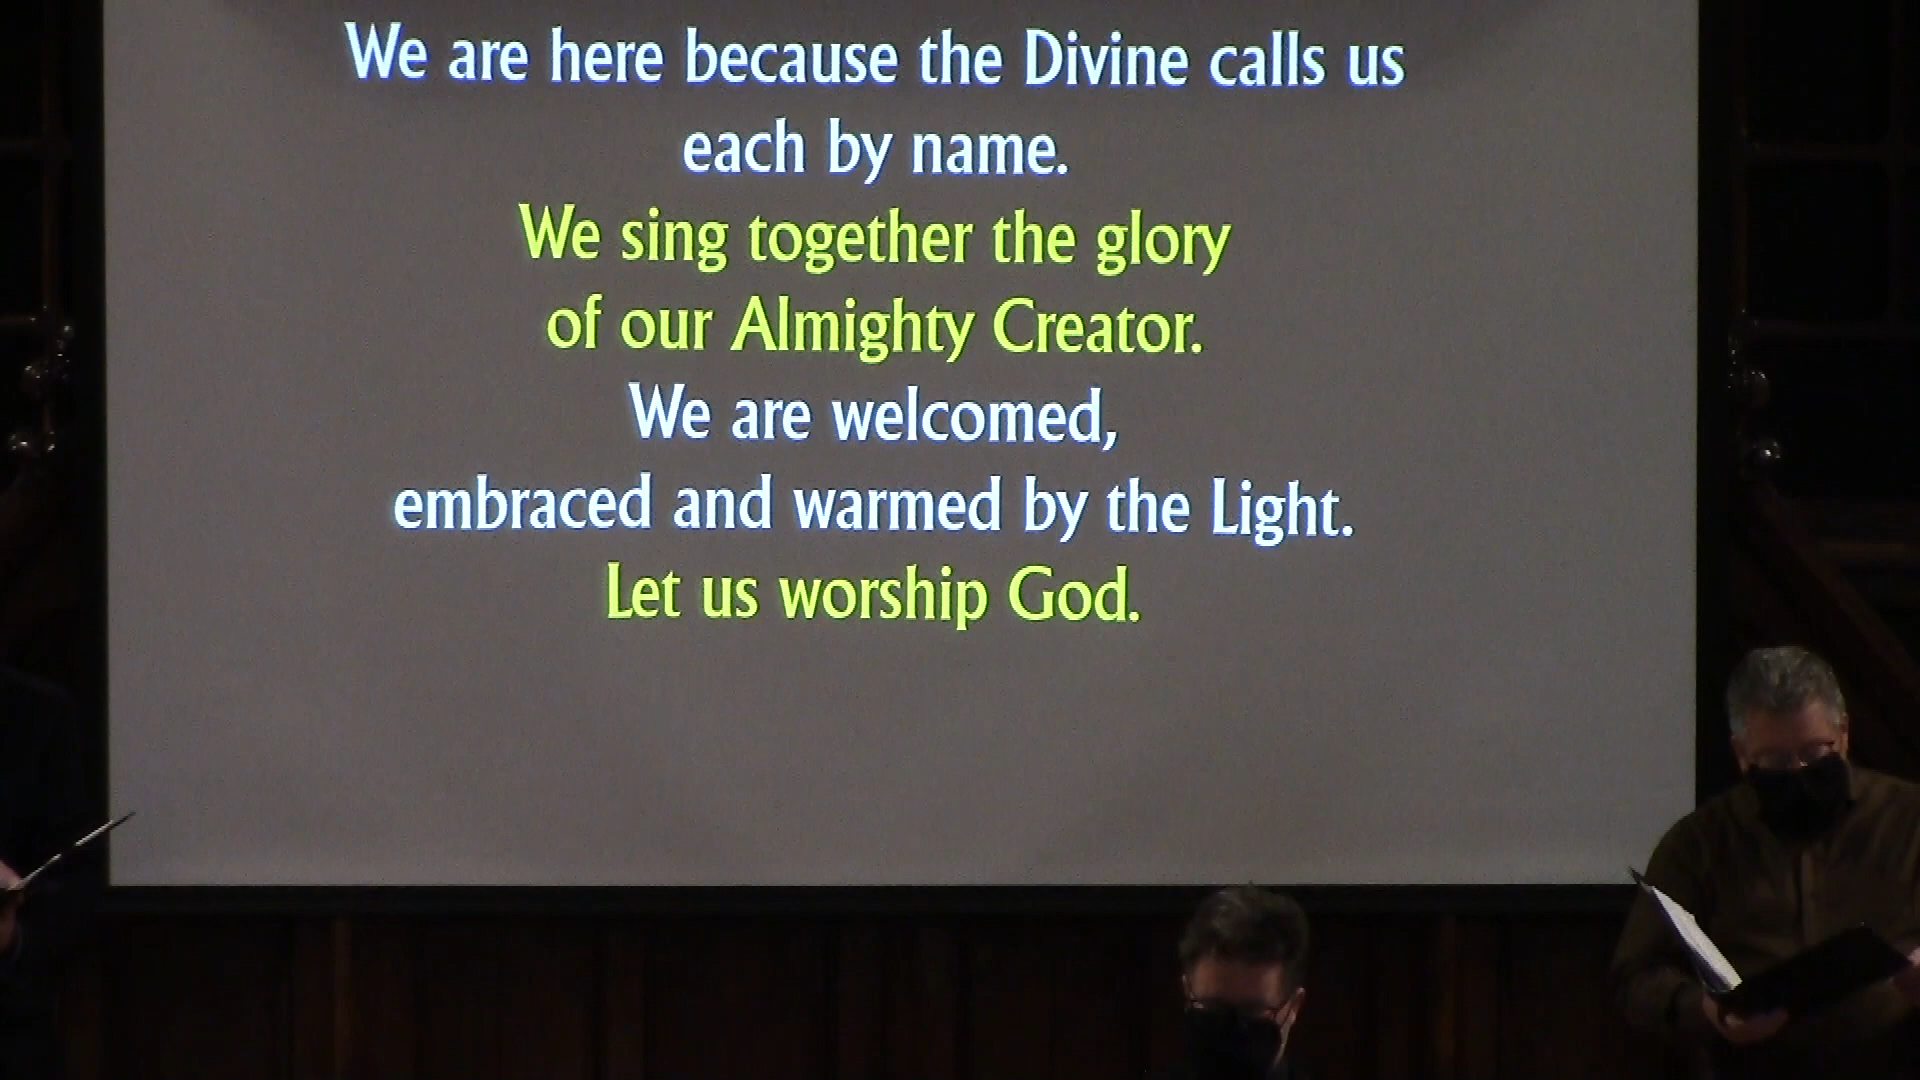 We are here because the Divine calls us
each by name.
We sing together the glory
of our Almighty Creator.
We are welcomed,
embraced and warmed by the Light.
Let us worship God.